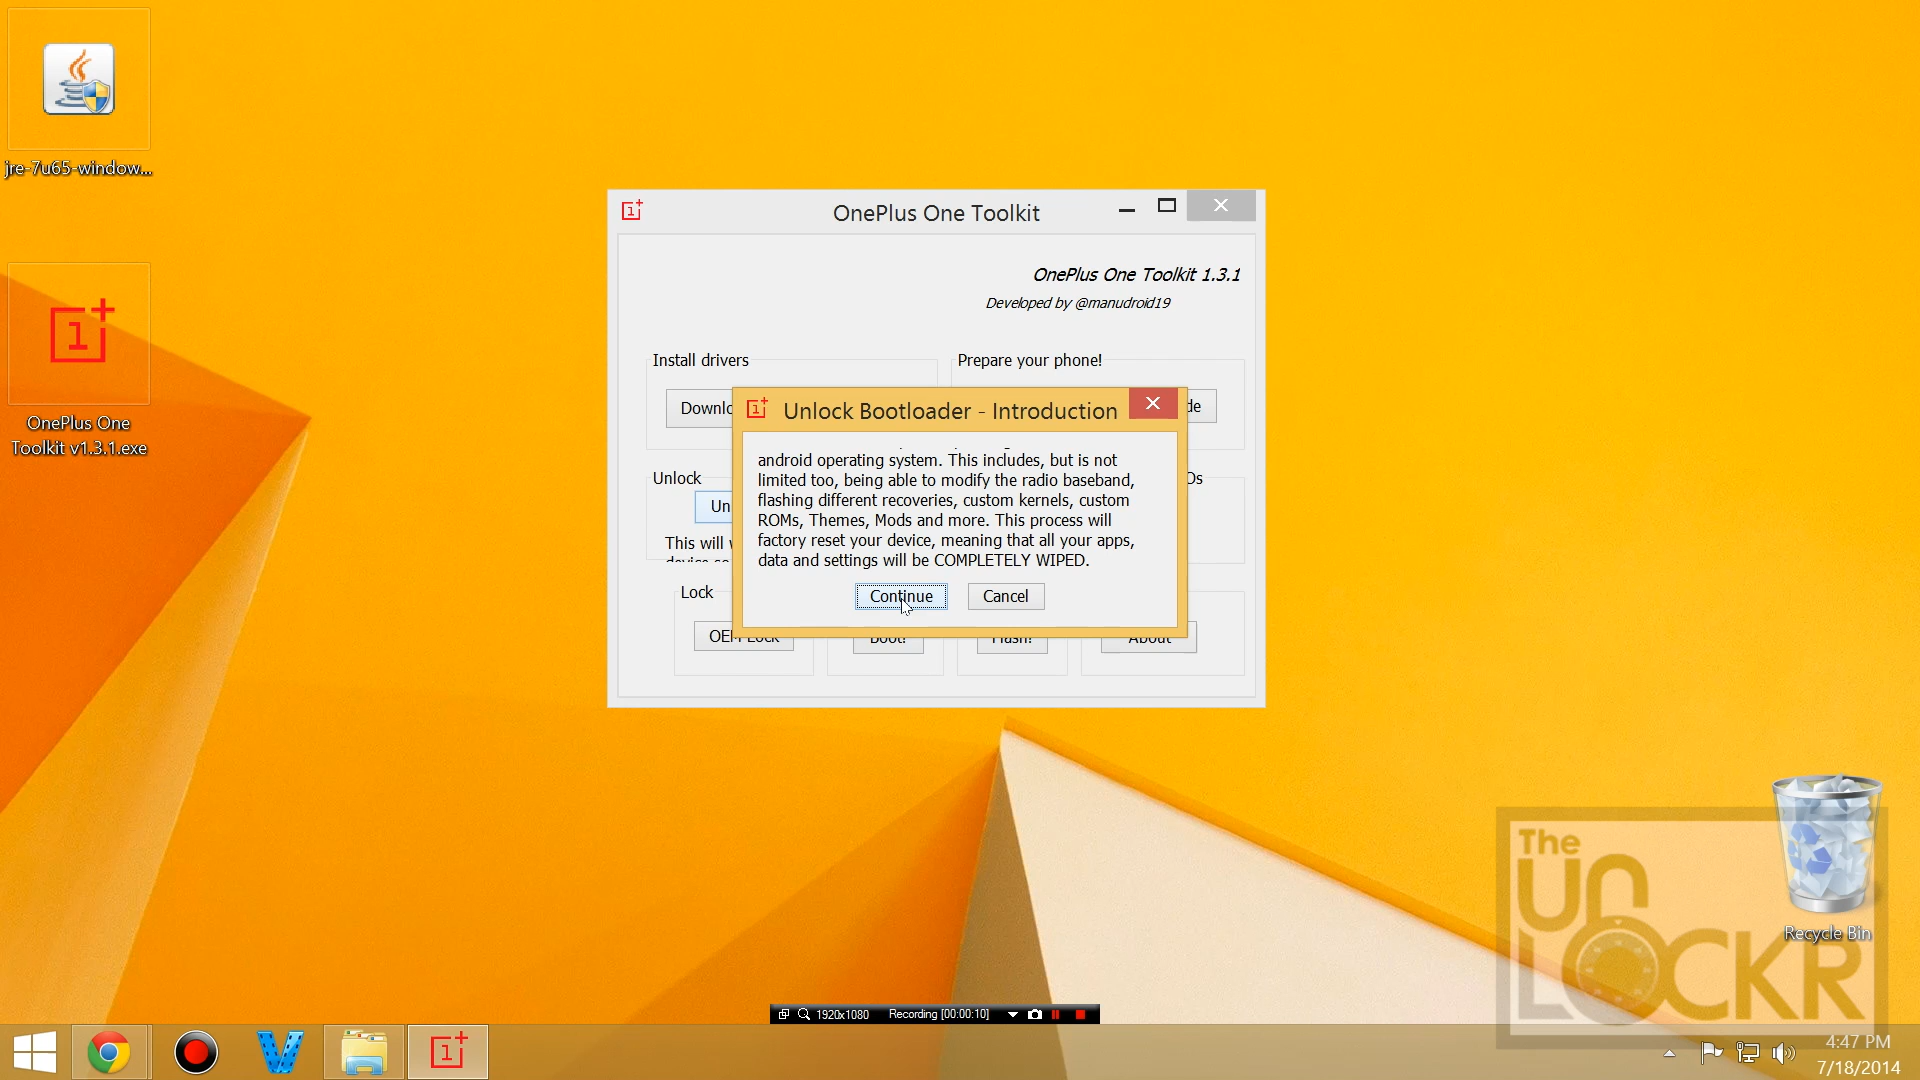 jre-7u65-window...
OnePlus One
Toolkit v1.3.1.exe
OnePlus One Toolkit
OnePlus One Toolkit 1.3.1
Developed by @manudroid19
Install drivers
Prepare your phone!
Unlock
This will
Lock
OEM Lock
Boot!
Flash!
About
Unlock Bootloader - Introduction
android operating system. This includes, but is not
limited too, being able to modify the radio baseband,
flashing different recoveries, custom kernels, custom
ROMs, Themes, Mods and more. This process will
factory reset your device, meaning that all your apps,
data and settings will be COMPLETELY WIPED.
Continue
Cancel
The
UN
LOCKR
Recycle Bin
1920x1080
Recording [00:00:10]
4:47 PM
7/18/2014